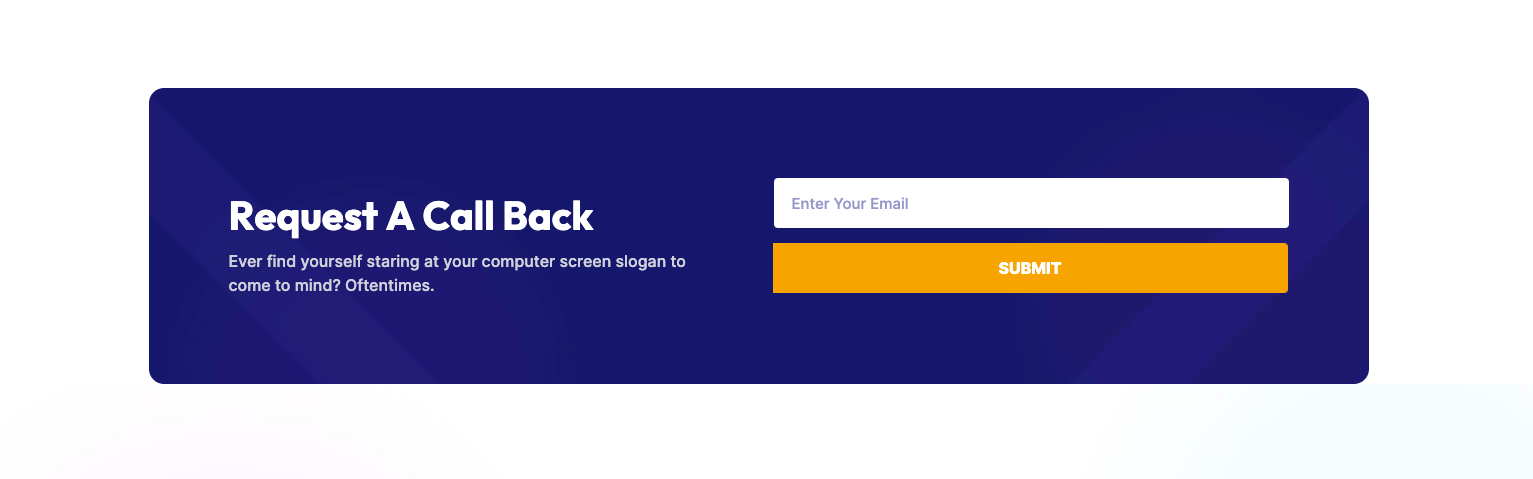 Request A Call Back
Ever find yourself staring at your computer screen slogan to
come to mind? Oftentimes.
Enter Your Email
SUBMIT